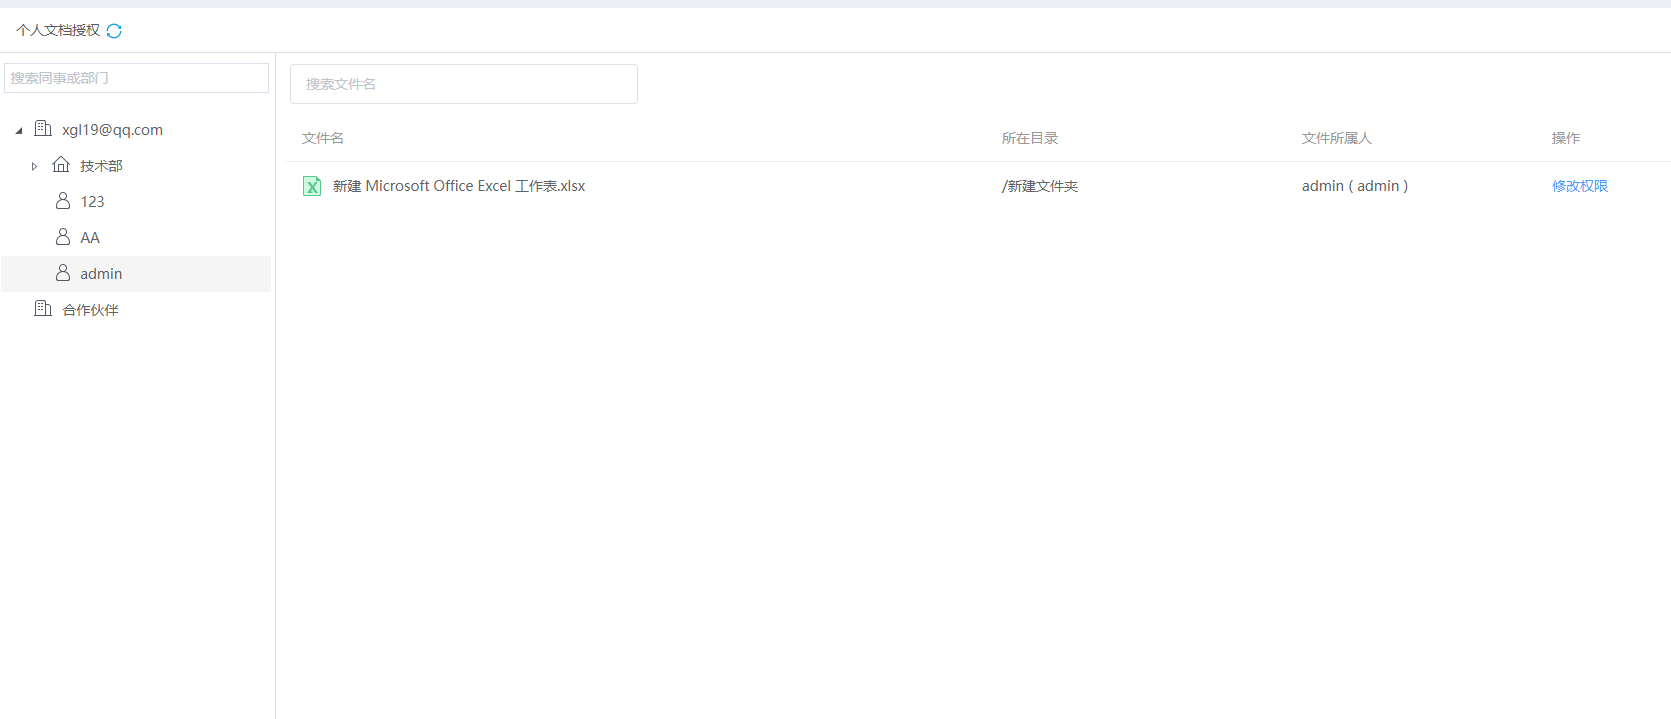 个人文档授权
搜索同事或部门
xgl19@qq.com
技术部
123
AA
admin
合作伙伴
搜索文件名
文件名 所在目录 文件所属人 操作
新建 Microsoft Office Excel 工作表.xlsx /新建文件夹 admin ( admin ) 修改权限